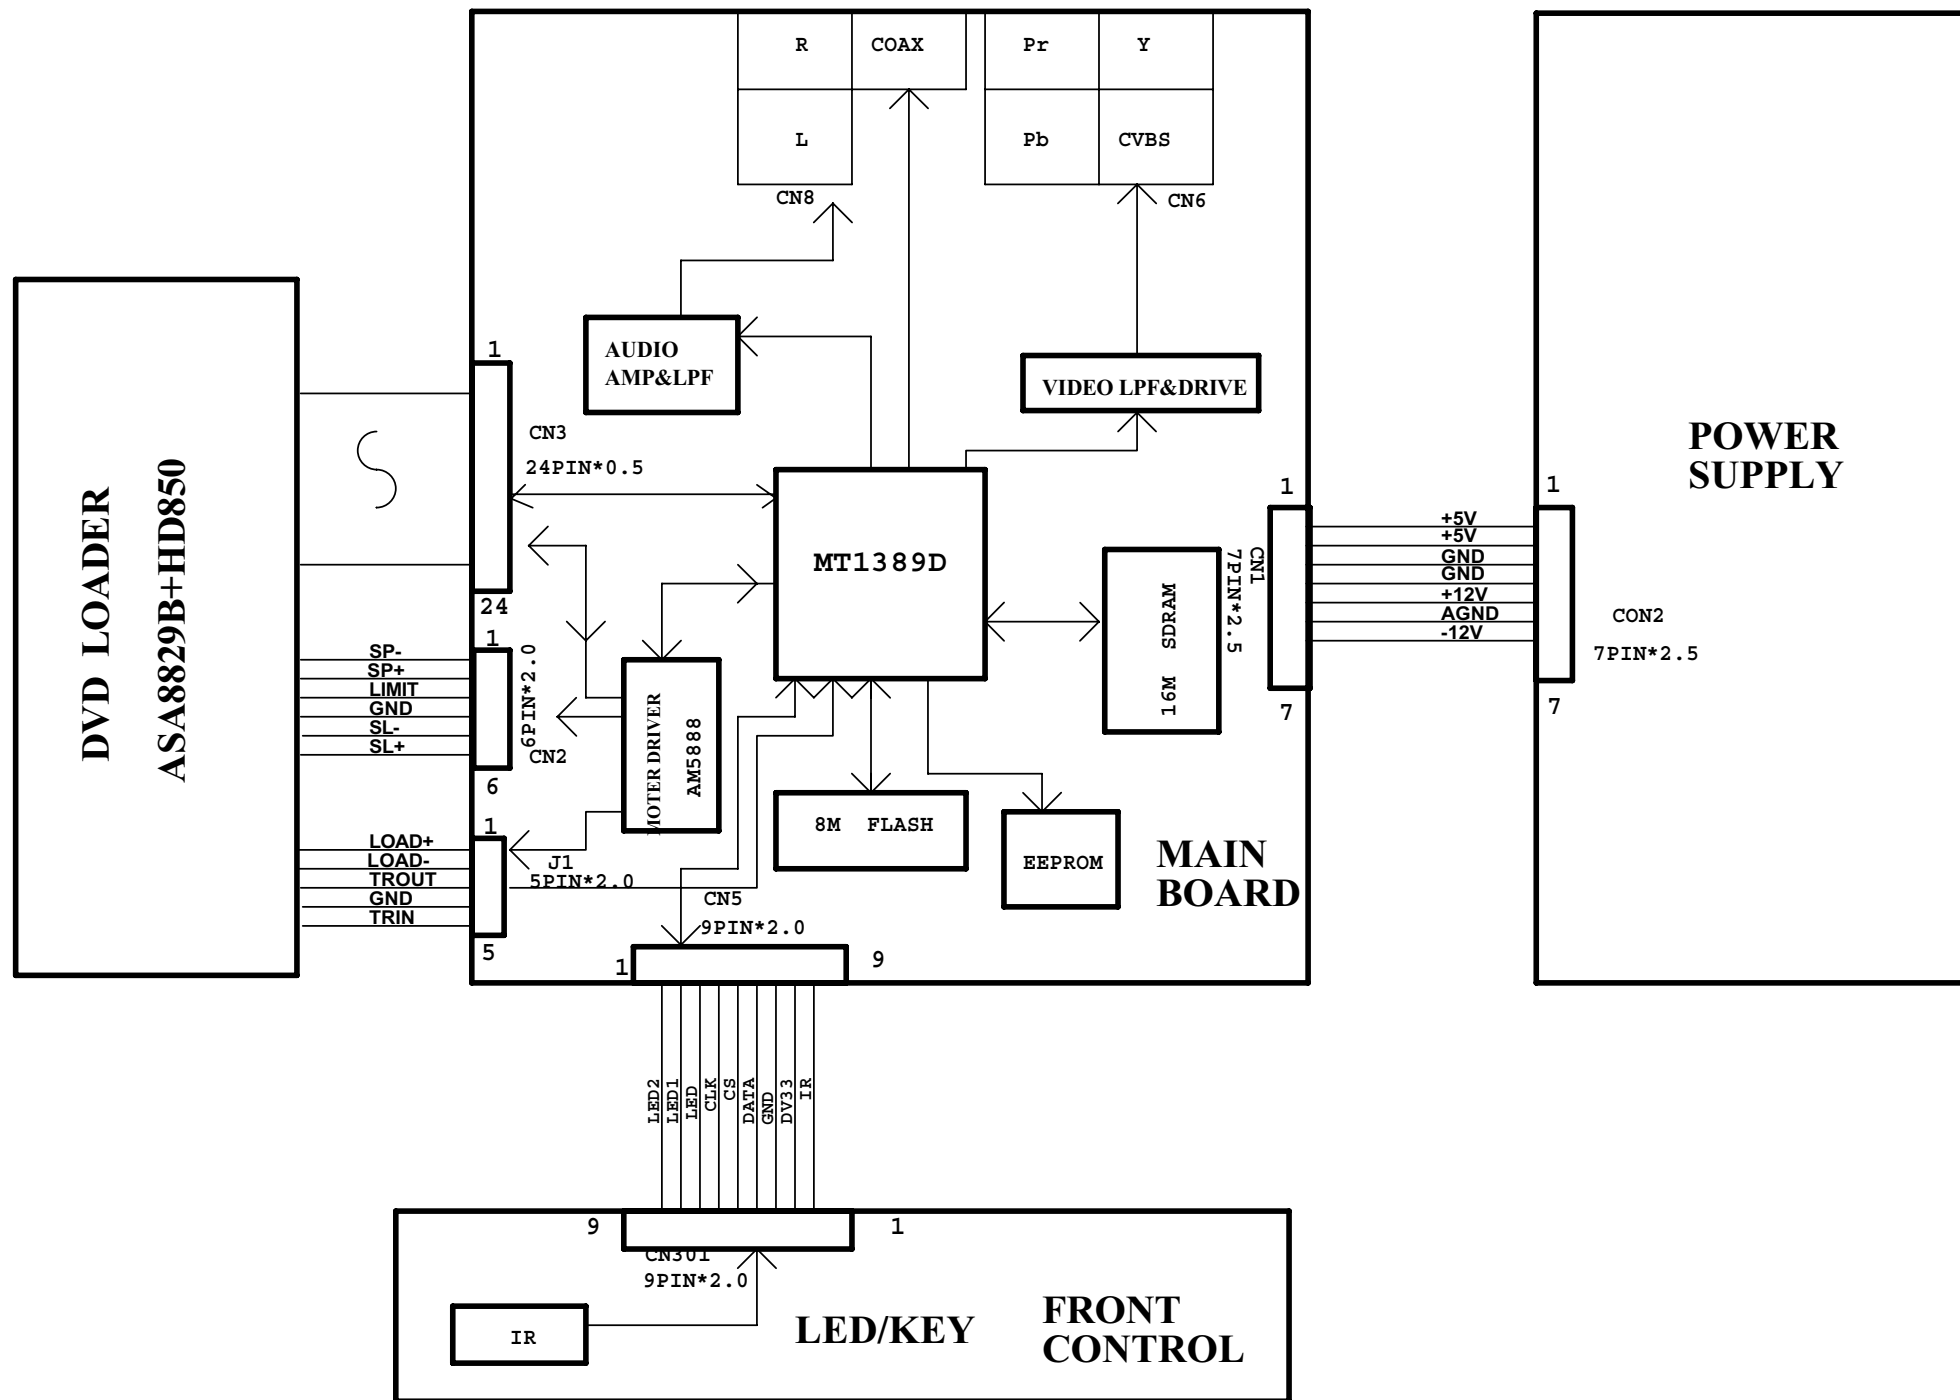 R
COAX
Pr
Y
L
Pb
CVBS
CN8
CN6
AUDIO
AMP&LPF
VIDEO LPF&DRIVE
DVD LOADER
ASA8829B+HD850
1
CN3
24PIN*0.5
24
MT1389D
16M SDRAM
1
CN1
7PIN*2.5
7
+5V
+5V
GND
GND
+12V
AGND
-12V
1
CON2
7PIN*2.5
7
POWER
SUPPLY
SP-
SP+
LIMIT
GND
SL-
SL+
1
6PIN*2.0
CN2
6
MOTER DRIVER
AM5888
8M FLASH
EEPROM
MAIN
BOARD
LOAD+
LOAD-
TROUT
GND
TRIN
1
J1
5PIN*2.0
5
CN5
9PIN*2.0
1
9
LED2
LED1
LED
CLK
CS
DATA
GND
DV33
IR
9
1
CN301
9PIN*2.0
IR
LED/KEY
FRONT
CONTROL